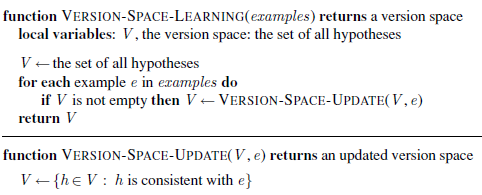 function VERSION-SPACE-LEARNING(examples) returns a version space
local variables: V, the version space: the set of all hypotheses
V ← the set of all hypotheses
for each example e in examples do
if V is not empty then V ← VERSION-SPACE-UPDATE(V, e)
return V
function VERSION-SPACE-UPDATE(V, e) returns an updated version space
V ← {h ∈ V : h is consistent with e}